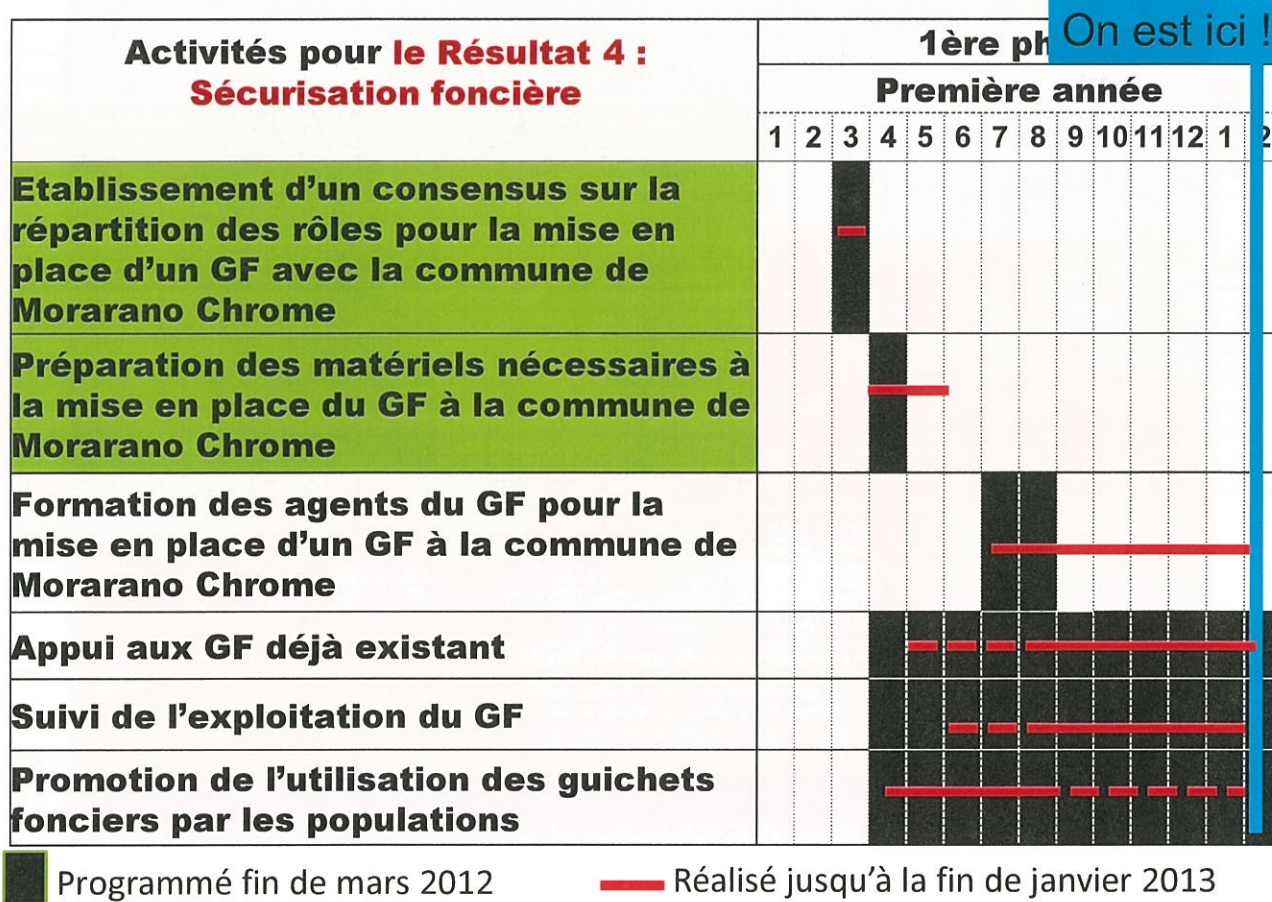 Activités pour le Résultat 4 :
Sécurisation foncière
1ère ph
On est ici !
Première année
1 2 3 4 5 6 7 8 9 10 11 12 1 2
Etablissement d'un consensus sur la
répartition des rôles pour la mise en
place d'un GF avec la commune de
Morarano Chrome
Préparation des matériels nécessaires à
la mise en place du GF à la commune de
Morarano Chrome
Formation des agents du GF pour la
mise en place d'un GF à la commune de
Morarano Chrome
Appui aux GF déjà existant
Suivi de l'exploitation du GF
Promotion de l'utilisation des guichets
fonciers par les populations
Programmé fin de mars 2012
Réalisé jusqu'à la fin de janvier 2013